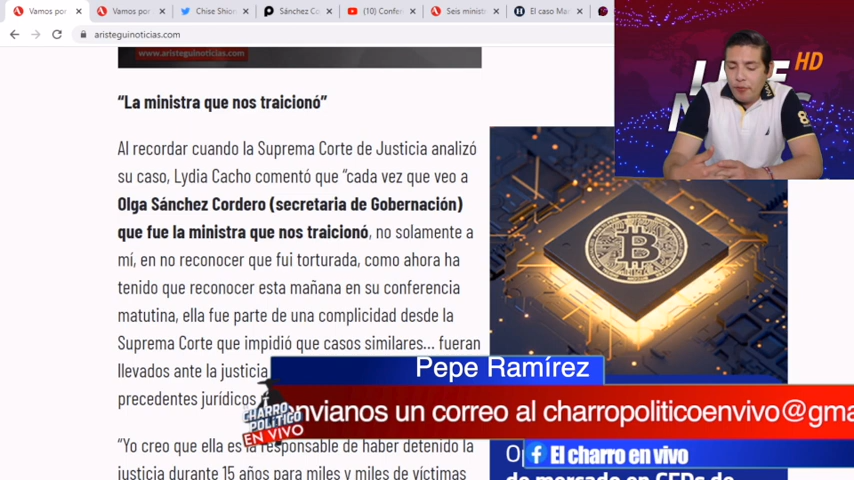 Vamos por
Vamos por
Chise Shion
Sánchez Co
(10) Confer
Seis ministr
El caso Ma
aristeguinoticias.com
www.aristeguinoticias.com
HD
“La ministra que nos traicionó”
Al recordar cuando la Suprema Corte de Justicia analizó
su caso, Lydia Cacho comentó que “cada vez que veo a
Olga Sánchez Cordero (secretaria de Gobernación)
que fue la ministra que nos traicionó, no solamente a
mí, en no reconocer que fui torturada, como ahora ha
tenido que reconocer esta mañana en su conferencia
matutina, ella fue parte de una complicidad desde la
Suprema Corte que impidió que casos similares... fueran
llevados ante la justicia
precedentes jurídicos
Pepe Ramírez
CHARRO
POLÍTICO
EN VIVO
envianos un correo al charropoliticoenvivo@gma
“Yo creo que ella es la responsable de haber detenido la
justicia durante 15 años para miles y miles de víctimas
El charro en vivo
de mercado en CFDs de